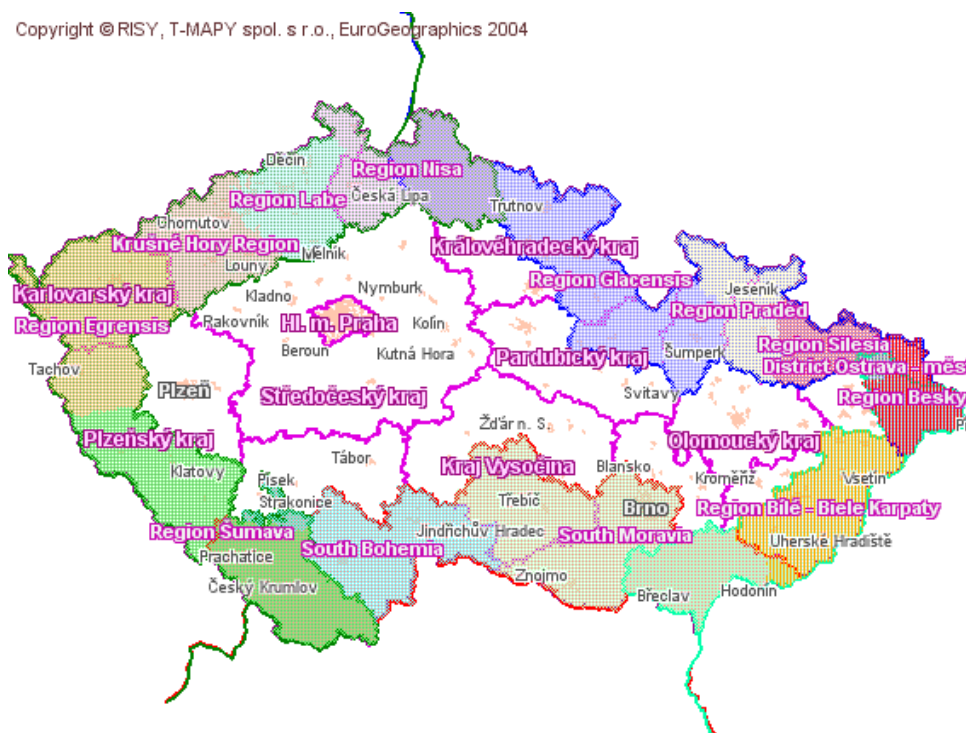 Copyright © RISY, T-MAPY spol. s r.o., EuroGeographics 2004
Děčín
Region Nisa
Region Labe
Česká Lípa
Trutnov
Chomutov
Krušné Hory Region
Královéhradecký kraj
Louny
Mělník
Region Glacensis
Jeseník
Karlovarský kraj
Kladno
Nymburk
Region Praděd
Region Egrensis
Rakovník
Hl. m. Praha
Kolín
Beroun
Kutná Hora
Pardubický kraj
Šumperk
Region Silesia
District Ostrava - měs
Tachov
Plzeň
Středočeský kraj
Svitavy
Region Besky
Plzeňský kraj
Žďár n. S.
Olomoucký kraj
Klatovy
Tábor
Kraj Vysočina
Blansko
Kroměříž
Vsetín
Písek
Strakonice
Třebíč
Brno
Region Bílé - Biele Karpaty
Region Šumava
South Bohemia
Jindřichův Hradec
South Moravia
Uherské Hradiště
Prachatice
Český Krumlov
Znojmo
Břeclav
Hodonín